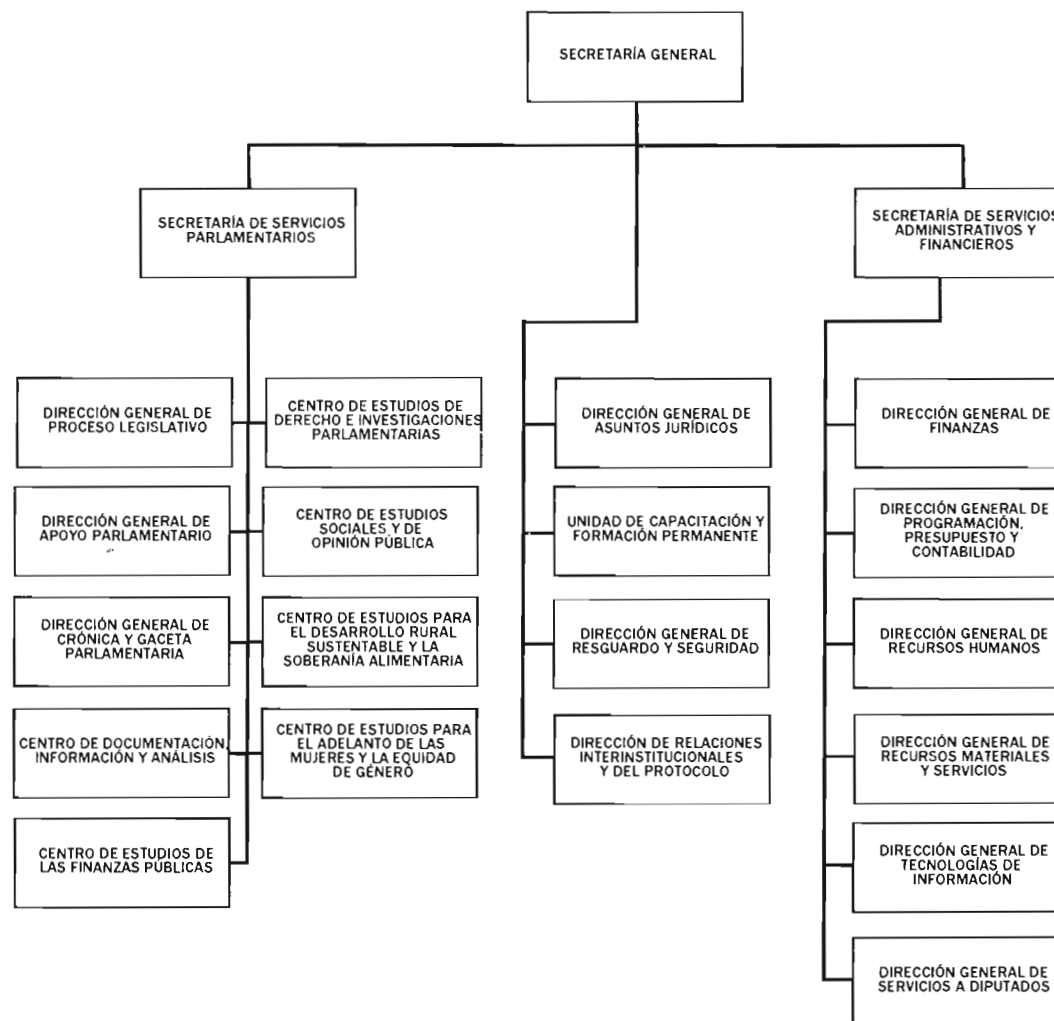 SECRETARÍA GENERAL
SECRETARÍA DE SERVICIOS
PARLAMENTARIOS
SECRETARÍA DE SERVICIOS
ADMINISTRATIVOS Y
FINANCIEROS
DIRECCIÓN GENERAL DE
PROCESO LEGISLATIVO
CENTRO DE ESTUDIOS DE
DERECHO E INVESTIGACIONES
PARLAMENTARIAS
DIRECCIÓN GENERAL DE
ASUNTOS JURÍDICOS
DIRECCIÓN GENERAL DE
FINANZAS
DIRECCIÓN GENERAL DE
APOYO PARLAMENTARIO
CENTRO DE ESTUDIOS
SOCIALES Y DE
OPINIÓN PÚBLICA
UNIDAD DE CAPACITACIÓN Y
FORMACIÓN PERMANENTE
DIRECCIÓN GENERAL DE
PROGRAMACIÓN,
PRESUPUESTO Y
CONTABILIDAD
DIRECCIÓN GENERAL DE
CRÓNICA Y GACETA
PARLAMENTARIA
CENTRO DE ESTUDIOS PARA
EL DESARROLLO RURAL
SUSTENTABLE Y LA
SOBERANÍA ALIMENTARIA
DIRECCIÓN GENERAL DE
RESGUARDO Y SEGURIDAD
DIRECCIÓN GENERAL DE
RECURSOS HUMANOS
CENTRO DE DOCUMENTACIÓN,
INFORMACIÓN Y ANÁLISIS
CENTRO DE ESTUDIOS PARA
EL ADELANTO DE LAS
MUJERES Y LA EQUIDAD
DE GÉNERO
DIRECCIÓN DE RELACIONES
INTERINSTITUCIONALES
Y DEL PROTOCOLO
DIRECCIÓN GENERAL DE
RECURSOS MATERIALES
Y SERVICIOS
CENTRO DE ESTUDIOS DE
LAS FINANZAS PÚBLICAS
DIRECCIÓN GENERAL DE
TECNOLOGÍAS DE
INFORMACIÓN
DIRECCIÓN GENERAL DE
SERVICIOS A DIPUTADOS